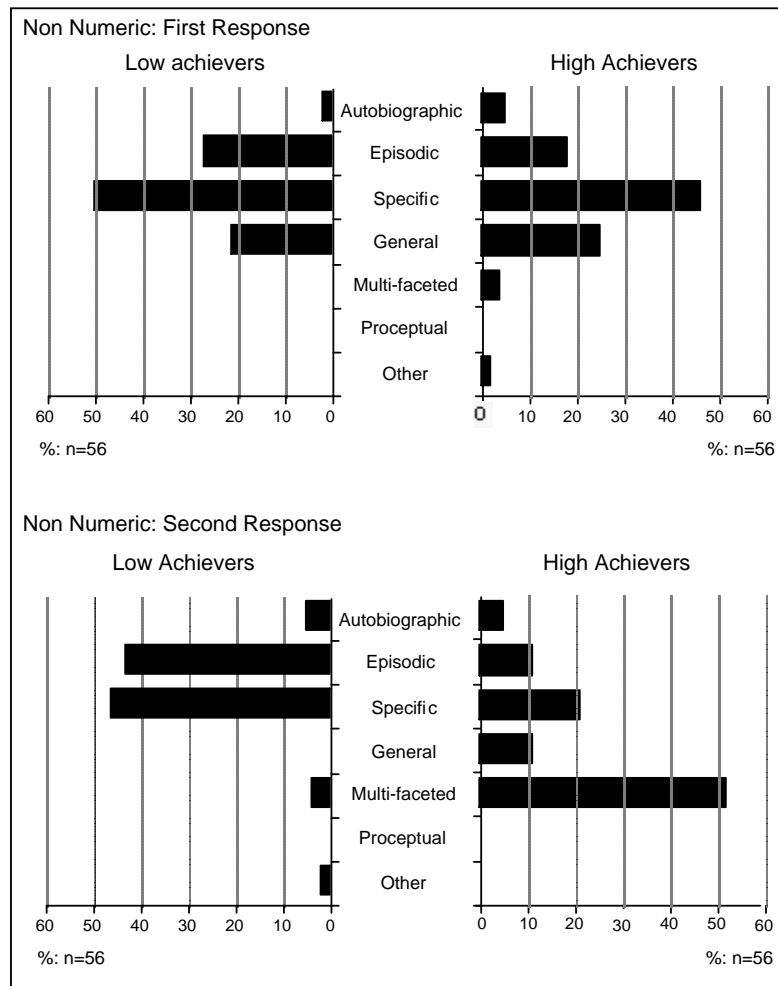 Non Numeric: First Response
Low achievers
High Achievers
Autobiographic
Episodic
Specific
General
Multi-faceted
Proceptual
Other
60 50 40 30 20 10 0
0 10 20 30 40 50 60
%: n=56
%: n=56
Non Numeric: Second Response
Low Achievers
High Achievers
Autobiographic
Episodic
Specific
General
Multi-faceted
Proceptual
Other
60 50 40 30 20 10 0
0 10 20 30 40 50 60
%: n=56
%: n=56